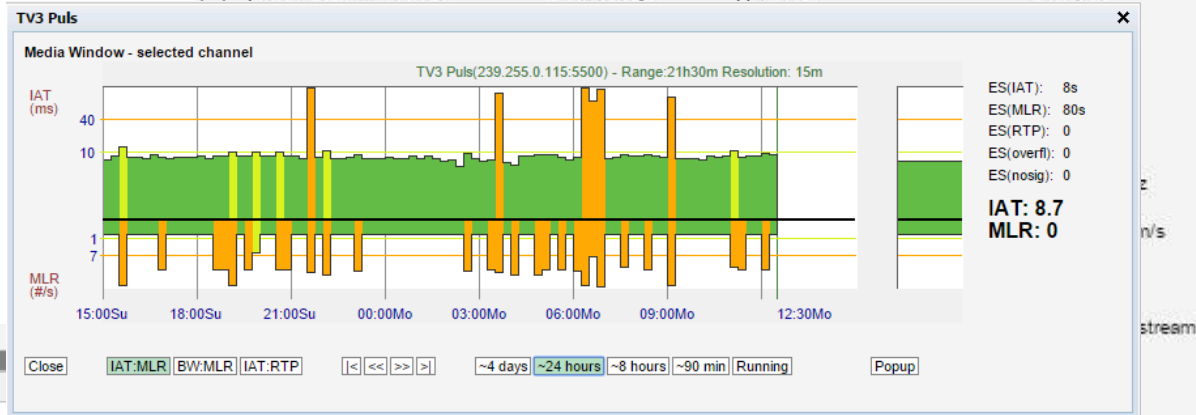 TV3 Puls
Media Window - selected channel
TV3 Puls(239.255.0.115:5500) - Range:21h30m Resolution: 15m
IAT
(ms)
40
10
1
7
MLR
(#/s)
15:00Su 18:00Su 21:00Su 00:00Mo 03:00Mo 06:00Mo 09:00Mo 12:30Mo
ES(IAT): 8s
ES(MLR): 80s
ES(RTP): 0
ES(overfl): 0
ES(nosig): 0
IAT: 8.7
MLR: 0
z
n/s
stream
Close IAT:MLR BW:MLR IAT:RTP |< << >> >| ~4 days ~24 hours ~8 hours ~90 min Running Popup